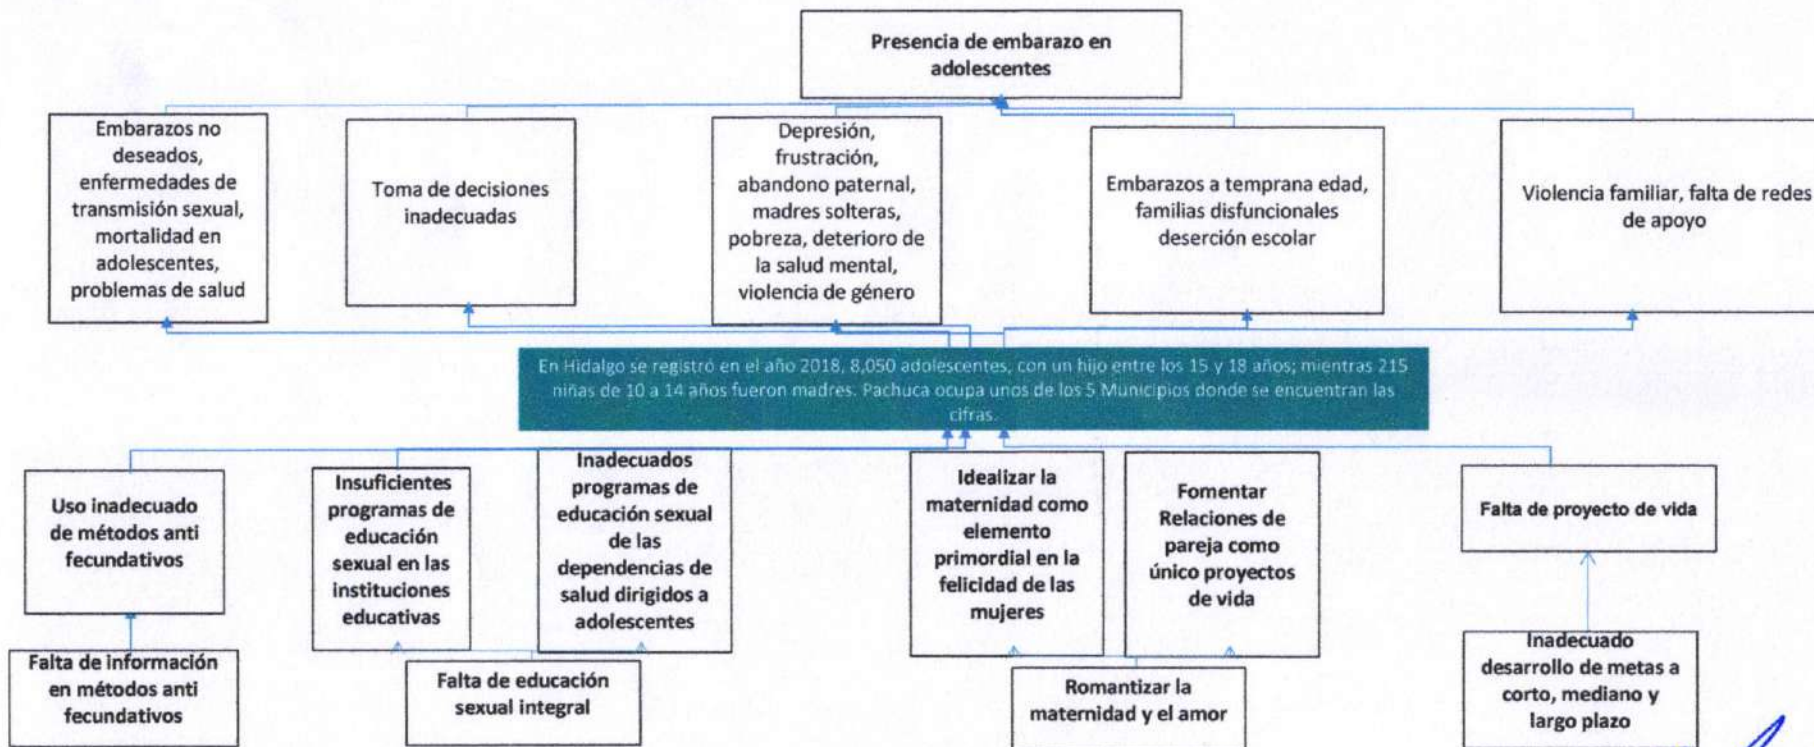 Presencia de embarazo en
adolescentes
Embarazos no
deseados,
enfermedades de
transmisión sexual,
mortalidad en
adolescentes,
problemas de salud
Toma de decisiones
inadecuadas
Depresión,
frustración,
abandono paternal,
madres solteras,
pobreza, deterioro de
la salud mental,
violencia de género
Embarazos a temprana edad,
familias disfuncionales
deserción escolar
Violencia familiar, falta de redes
de apoyo
En Hidalgo se registró en el año 2018, 8,050 adolescentes, con un hijo entre los 15 y 18 años; mientras 215
niñas de 10 a 14 años fueron madres. Pachuca ocupa unos de los 5 Municipios donde se encuentran las
cifras.
Uso inadecuado
de métodos anti
fecundativos
Insuficientes
programas de
educación
sexual en las
instituciones
educativas
Inadecuados
programas de
educación sexual
de las
dependencias de
salud dirigidos a
adolescentes
Idealizar la
maternidad como
elemento
primordial en la
felicidad de las
mujeres
Fomentar
Relaciones de
pareja como
único proyectos
de vida
Falta de proyecto de vida
Falta de información
en métodos anti
fecundativos
Falta de educación
sexual integral
Romantizar la
maternidad y el amor
Inadecuado
desarrollo de metas a
corto, mediano y
largo plazo